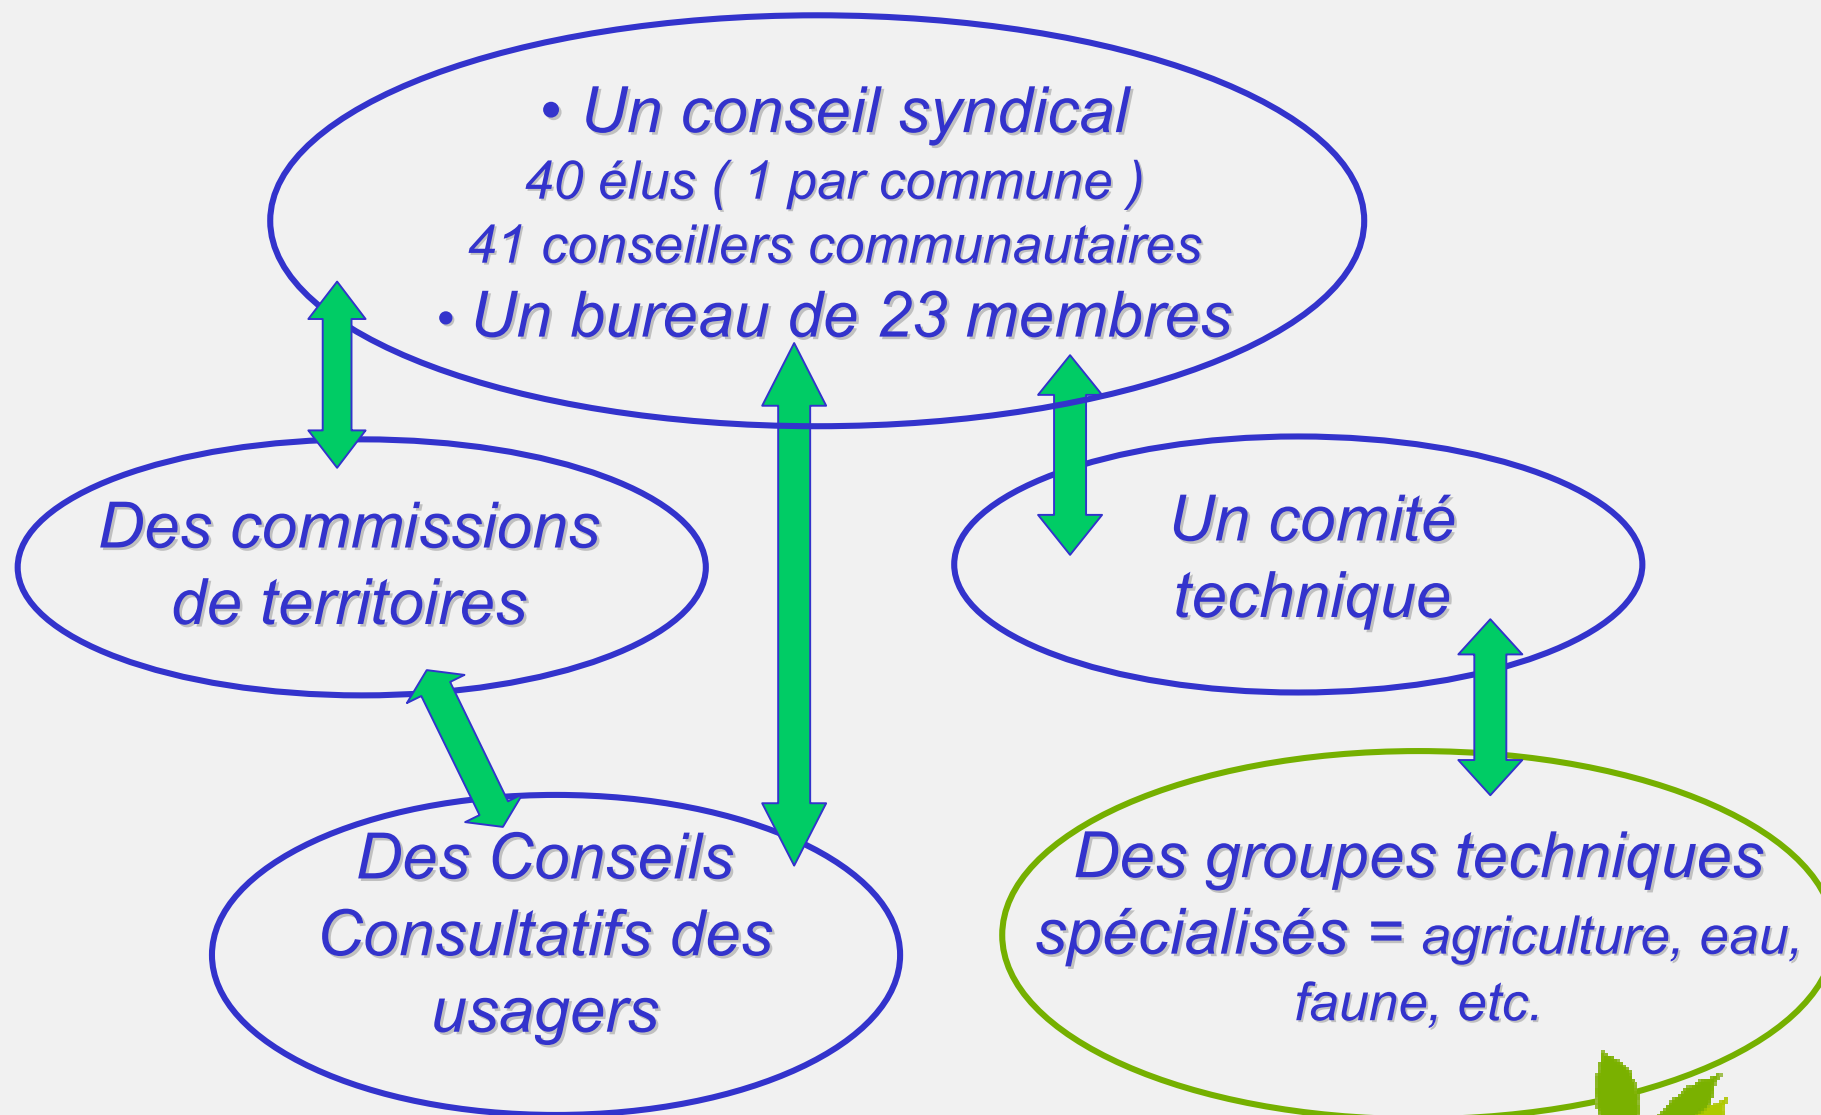 • Un conseil syndical
40 élus ( 1 par commune )
41 conseillers communautaires
• Un bureau de 23 membres
Des commissions
de territoires
Un comité
technique
Des Conseils
Consultatifs des
usagers
Des groupes techniques
spécialisés = agriculture, eau,
faune, etc.